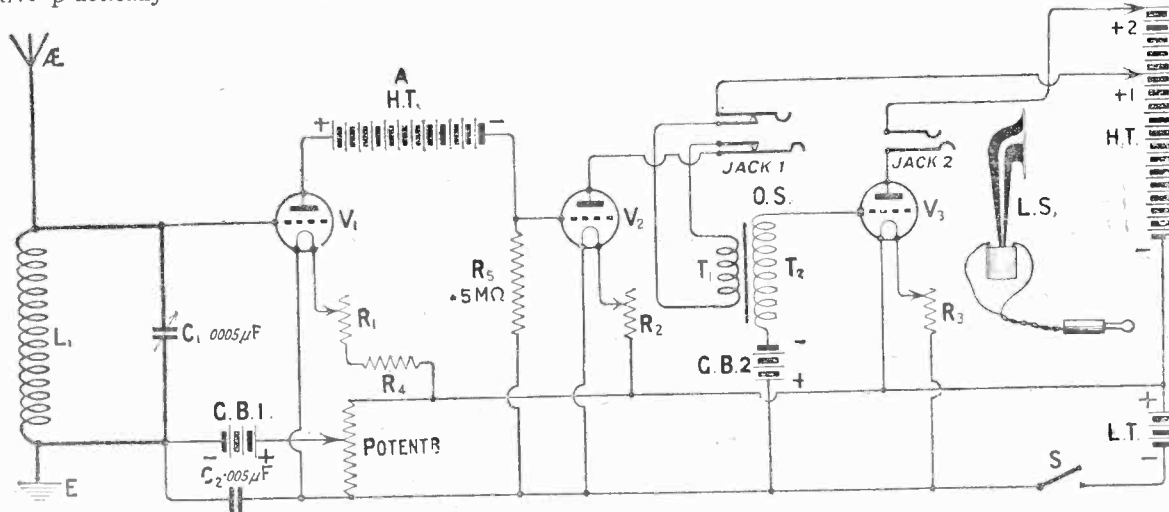 Æ
A
H.T.
+
-
V₁
L₁
C₁ .0005µF
R₁
R₄
G.B.1.
-
+
C₂ .005µF
E
POTENTR
R₅
.5MΩ
V₂
R₂
JACK 1
O.S.
T₁
T₂
-
G.B.2
+
V₃
R₃
JACK 2
L.S.
+2
+1
H.T.
-
+
L.T.
-
S